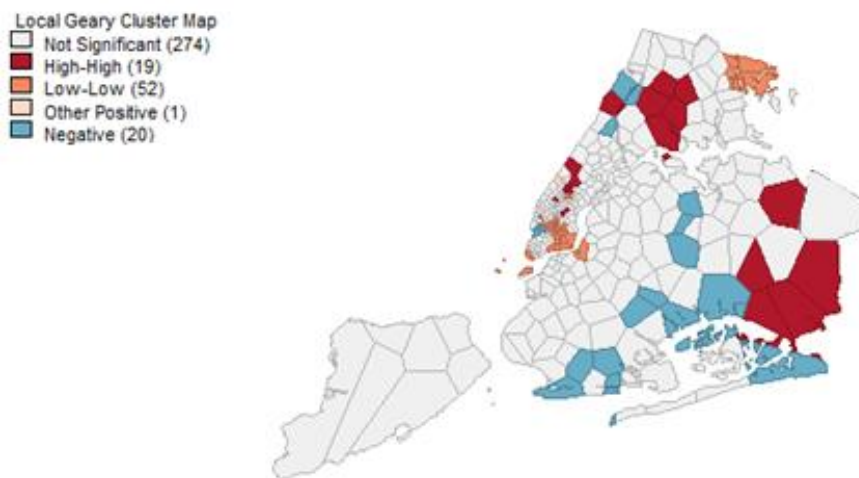 Local Geary Cluster Map
Not Significant (274)
High-High (19)
Low-Low (52)
Other Positive (1)
Negative (20)